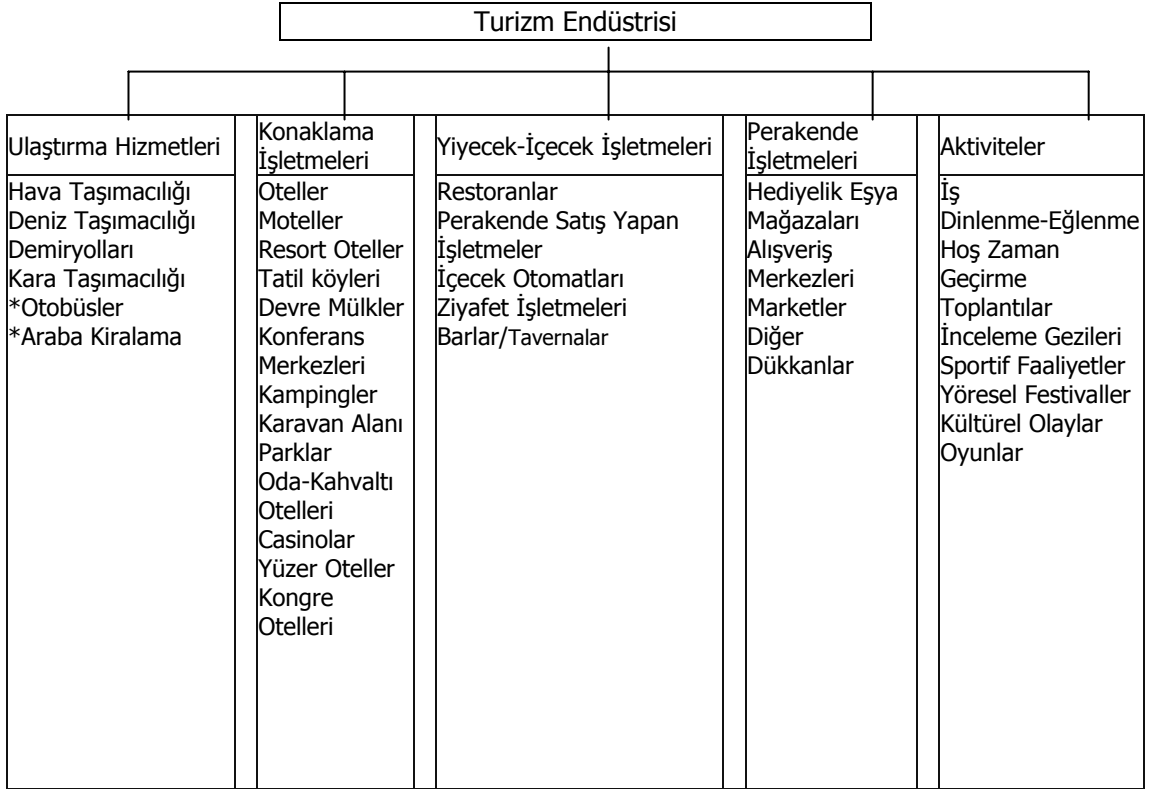 Turizm Endüstrisi
Ulaştırma Hizmetleri
Hava Taşımacılığı
Deniz Taşımacılığı
Demiryolları
Kara Taşımacılığı
*Otobüsler
*Araba Kiralama
Konaklama
İşletmeleri
Oteller
Moteller
Resort Oteller
Tatil köyleri
Devre Mülkler
Konferans
Merkezleri
Kampingler
Karavan Alanı
Parklar
Oda-Kahvaltı
Otelleri
Casinolar
Yüzer Oteller
Kongre
Otelleri
Yiyecek-İçecek İşletmeleri
Restoranlar
Perakende Satış Yapan
İşletmeler
İçecek Otomatları
Ziyafet İşletmeleri
Barlar/Tavernalar
Perakende
İşletmeleri
Hediyelik Eşya
Mağazaları
Alışveriş
Merkezleri
Marketler
Diğer
Dükkanlar
Aktiviteler
İş
Dinlenme-Eğlenme
Hoş Zaman
Geçirme
Toplantılar
İnceleme Gezileri
Sportif Faaliyetler
Yöresel Festivaller
Kültürel Olaylar
Oyunlar